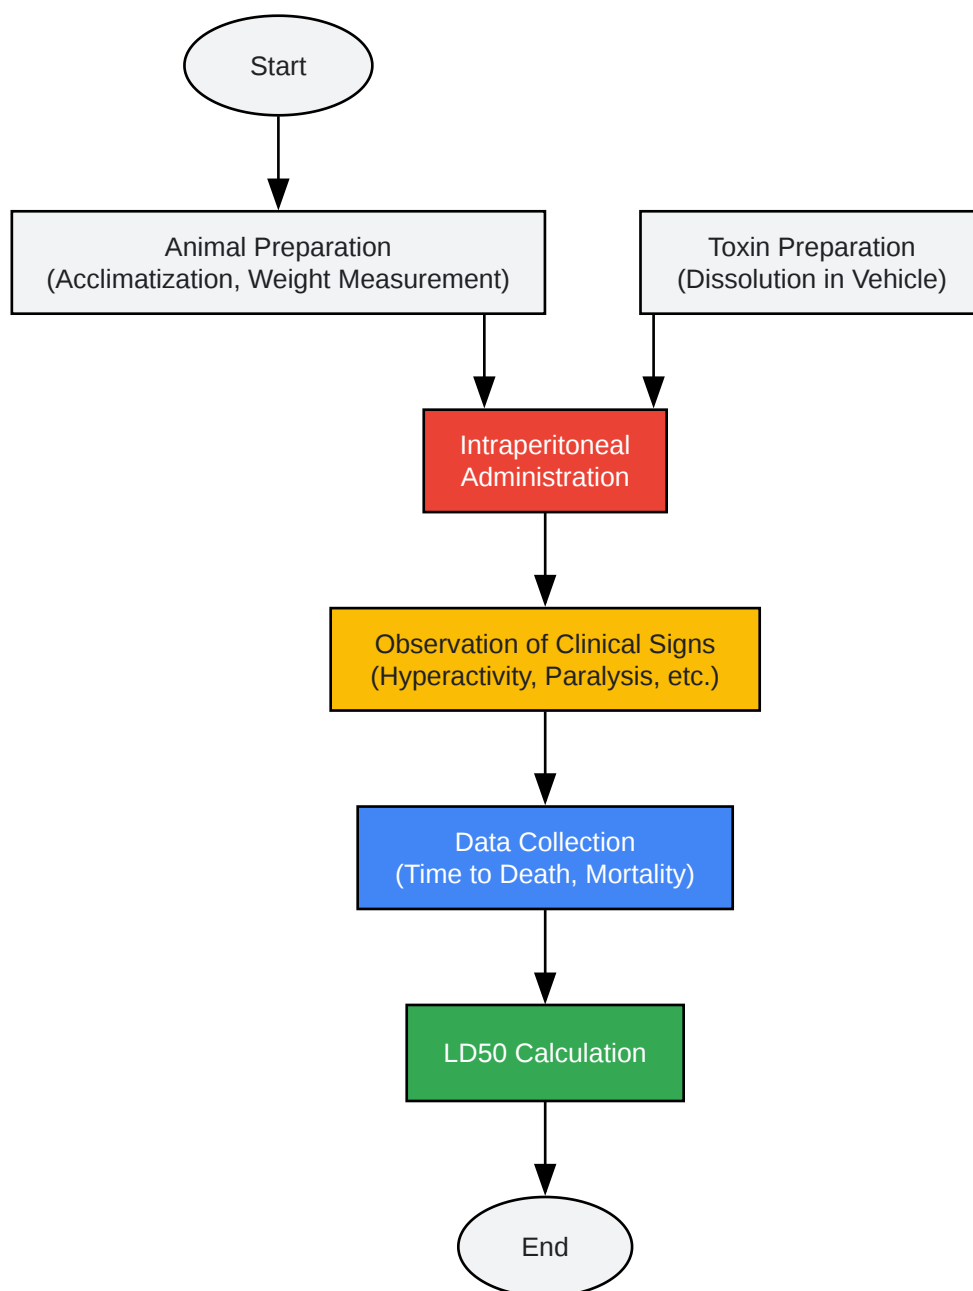 Start
Animal Preparation
(Acclimatization, Weight Measurement)
Toxin Preparation
(Dissolution in Vehicle)
Intraperitoneal
Administration
Observation of Clinical Signs
(Hyperactivity, Paralysis, etc.)
Data Collection
(Time to Death, Mortality)
LD50 Calculation
End